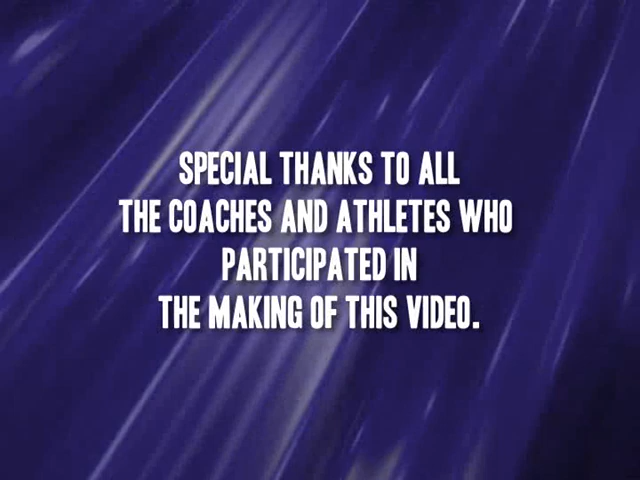 SPECIAL THANKS TO ALL
THE COACHES AND ATHLETES WHO
PARTICIPATED IN
THE MAKING OF THIS VIDEO.